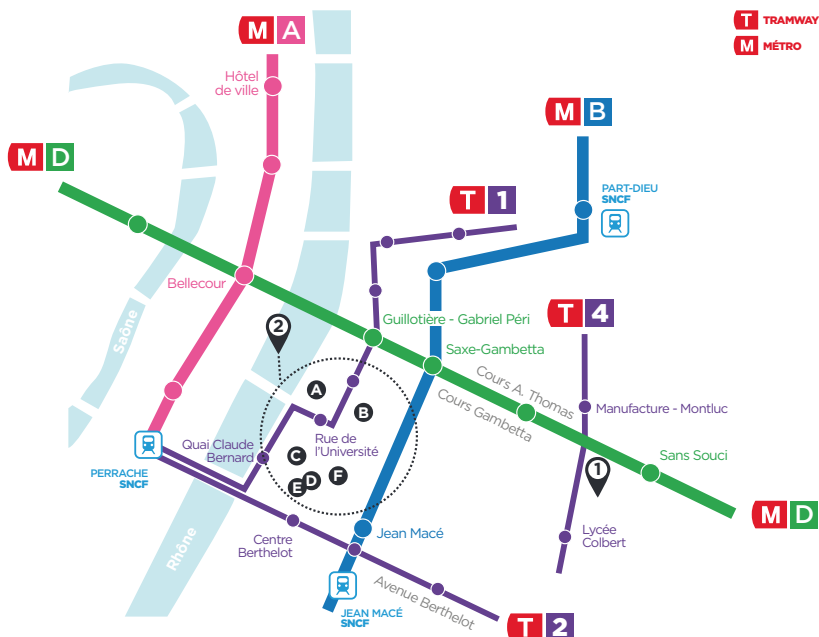 M A
T TRAMWAY
M MÉTRO
Hôtel
de ville
M B
M D
PART-DIEU
SNCF
T 1
Bellecour
Guillotière - Gabriel Péri
T 4
Saône
2
Saxe-Gambetta
Cours A. Thomas
Cours Gambetta
A
B
Manufacture - Montluc
Rue de
l'Université
Quai Claude
Bernard
C
Sans Souci
1
PERRACHE
SNCF
F
D
E
M D
Rhône
Centre
Berthelot
Jean Macé
Lycée
Colbert
Avenue Berthelot
JEAN MACÉ
SNCF
T 2